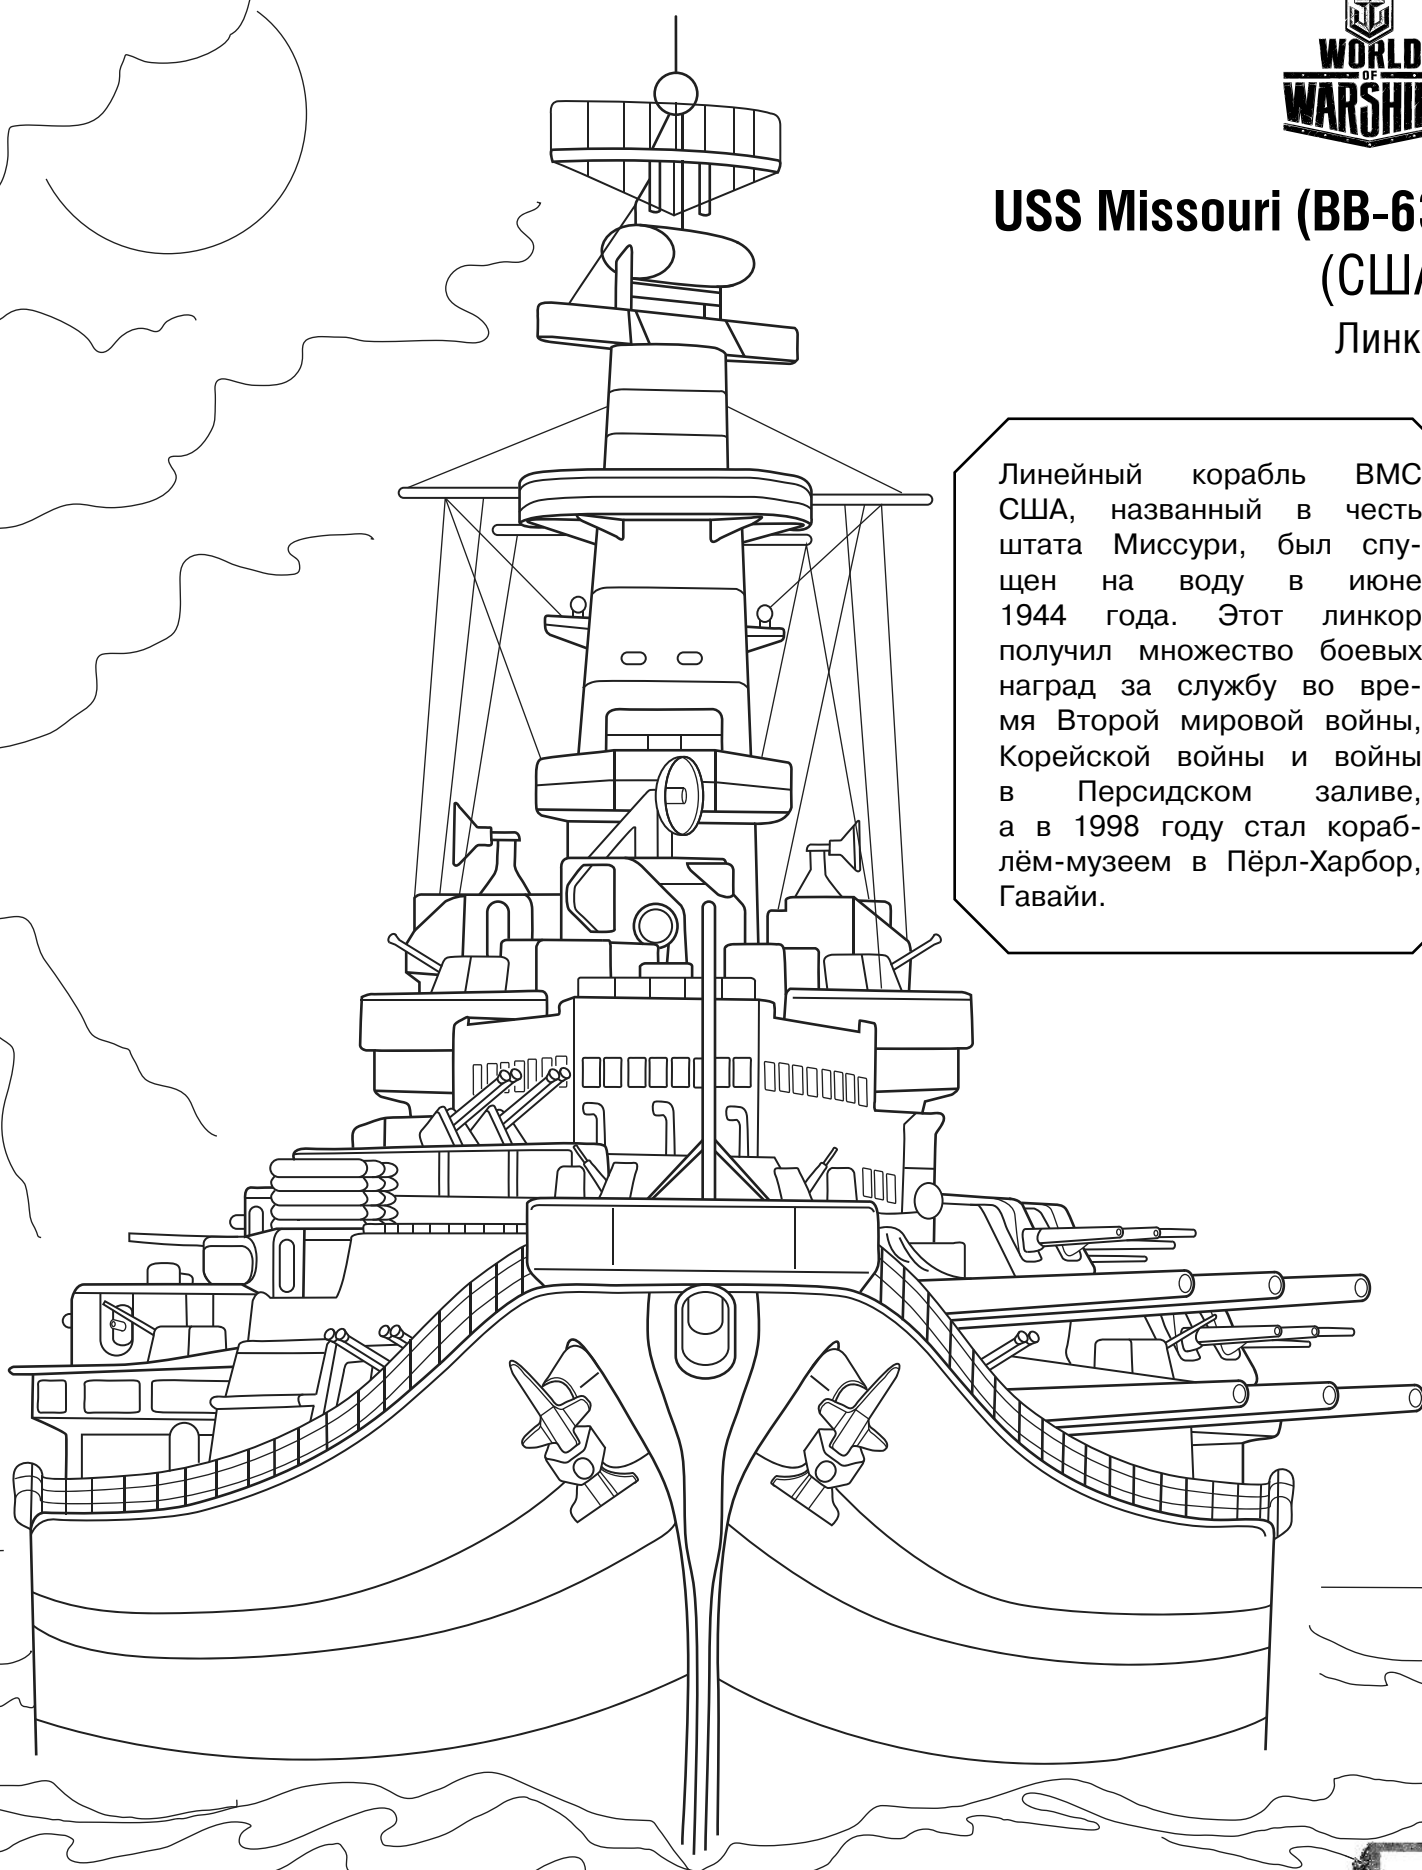 WORLD
OF
WARSHI
USS Missouri (BB-63
(США
Линк
Линейный корабль ВМС
США, названный в честь
штата Миссури, был спу-
щен на воду в июне
1944 года. Этот линкор
получил множество боевых
наград за службу во вре-
мя Второй мировой войны,
Корейской войны и войны
в Персидском заливе,
а в 1998 году стал кораб-
лём-музеем в Пёрл-Харбор,
Гавайи.